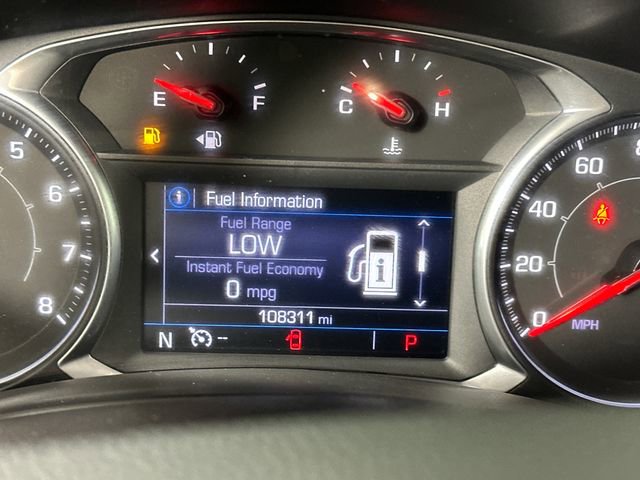 E F
C H
5
6
7
8
Fuel Information
Fuel Range
LOW
Instant Fuel Economy
0 mpg
108311 mi
N -- P
60
40
20
0
MPH